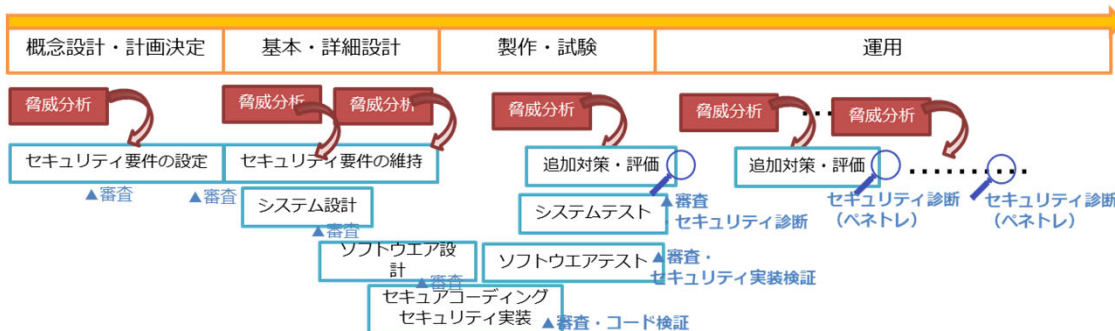 概念設計・計画決定
基本・詳細設計
製作・試験
運用
脅威分析
脅威分析
脅威分析
脅威分析
脅威分析
脅威分析
セキュリティ要件の設定
セキュリティ要件の維持
追加対策・評価
追加対策・評価
▲審査
▲審査
システム設計
▲審査
システムテスト
▲審査
・セキュリティ診断
セキュリティ診断
(ペネトレ)
セキュリティ診断
(ペネトレ)
ソフトウエア設
計
▲審査
ソフトウエアテスト
▲審査・
セキュリティ実装検証
セキュアコーディング
セキュリティ実装
▲審査・コード検証